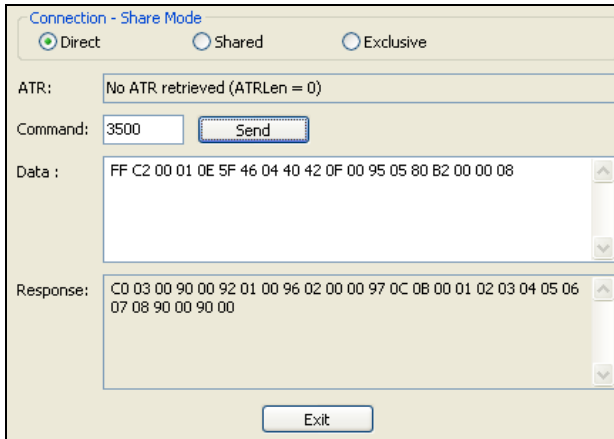 Connection - Share Mode
Direct Shared Exclusive
ATR: No ATR retrieved (ATRLen = 0)
Command: 3500 Send
Data : FF C2 00 01 0E 5F 46 04 40 42 0F 00 95 05 80 B2 00 00 08
Response: C0 03 00 90 00 92 01 00 96 02 00 00 97 0C 0B 00 01 02 03 04 05 06
07 08 90 00 90 00
Exit